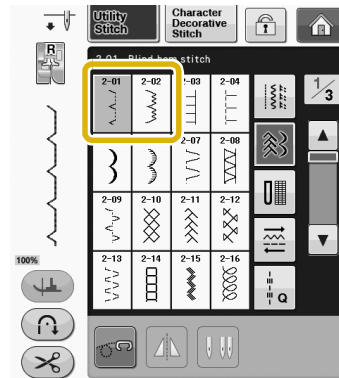 Utility
Stitch
Character
Decorative
Stitch
R
2-01 Blind hem stitch
1/3
2-01
2-02
2-03
2-04
2-07
2-08
2-09
2-10
2-11
2-12
2-13
2-14
2-15
2-16
Q
100%